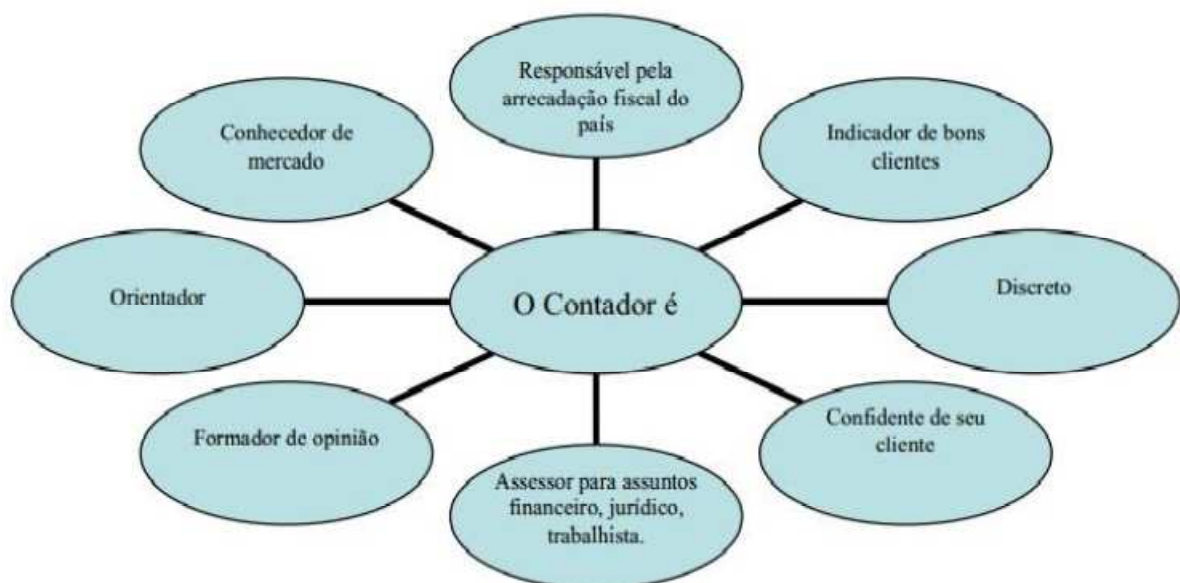 Responsável pela
arrecadação fiscal do
país
Conhecedor de
mercado
Indicador de bons
clientes
Orientador
O Contador é
Discreto
Formador de opinião
Confidente de seu
cliente
Assessor para assuntos
financeiro, jurídico,
trabalhista.